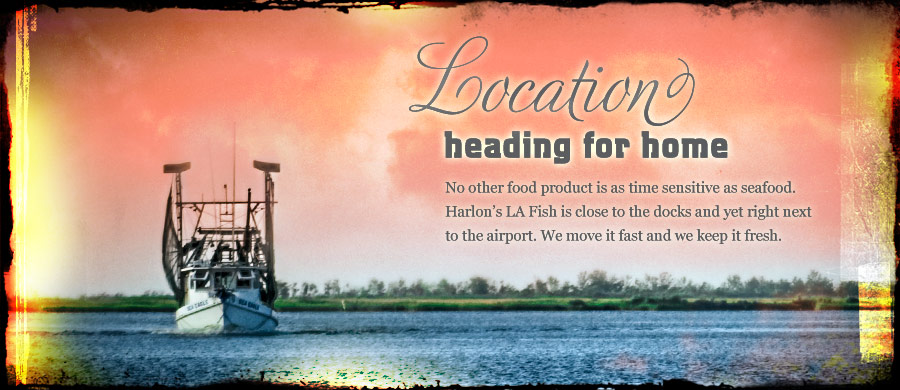 Location
heading for home
No other food product is as time sensitive as seafood.
Harlon's LA Fish is close to the docks and yet right next
to the airport. We move it fast and we keep it fresh.